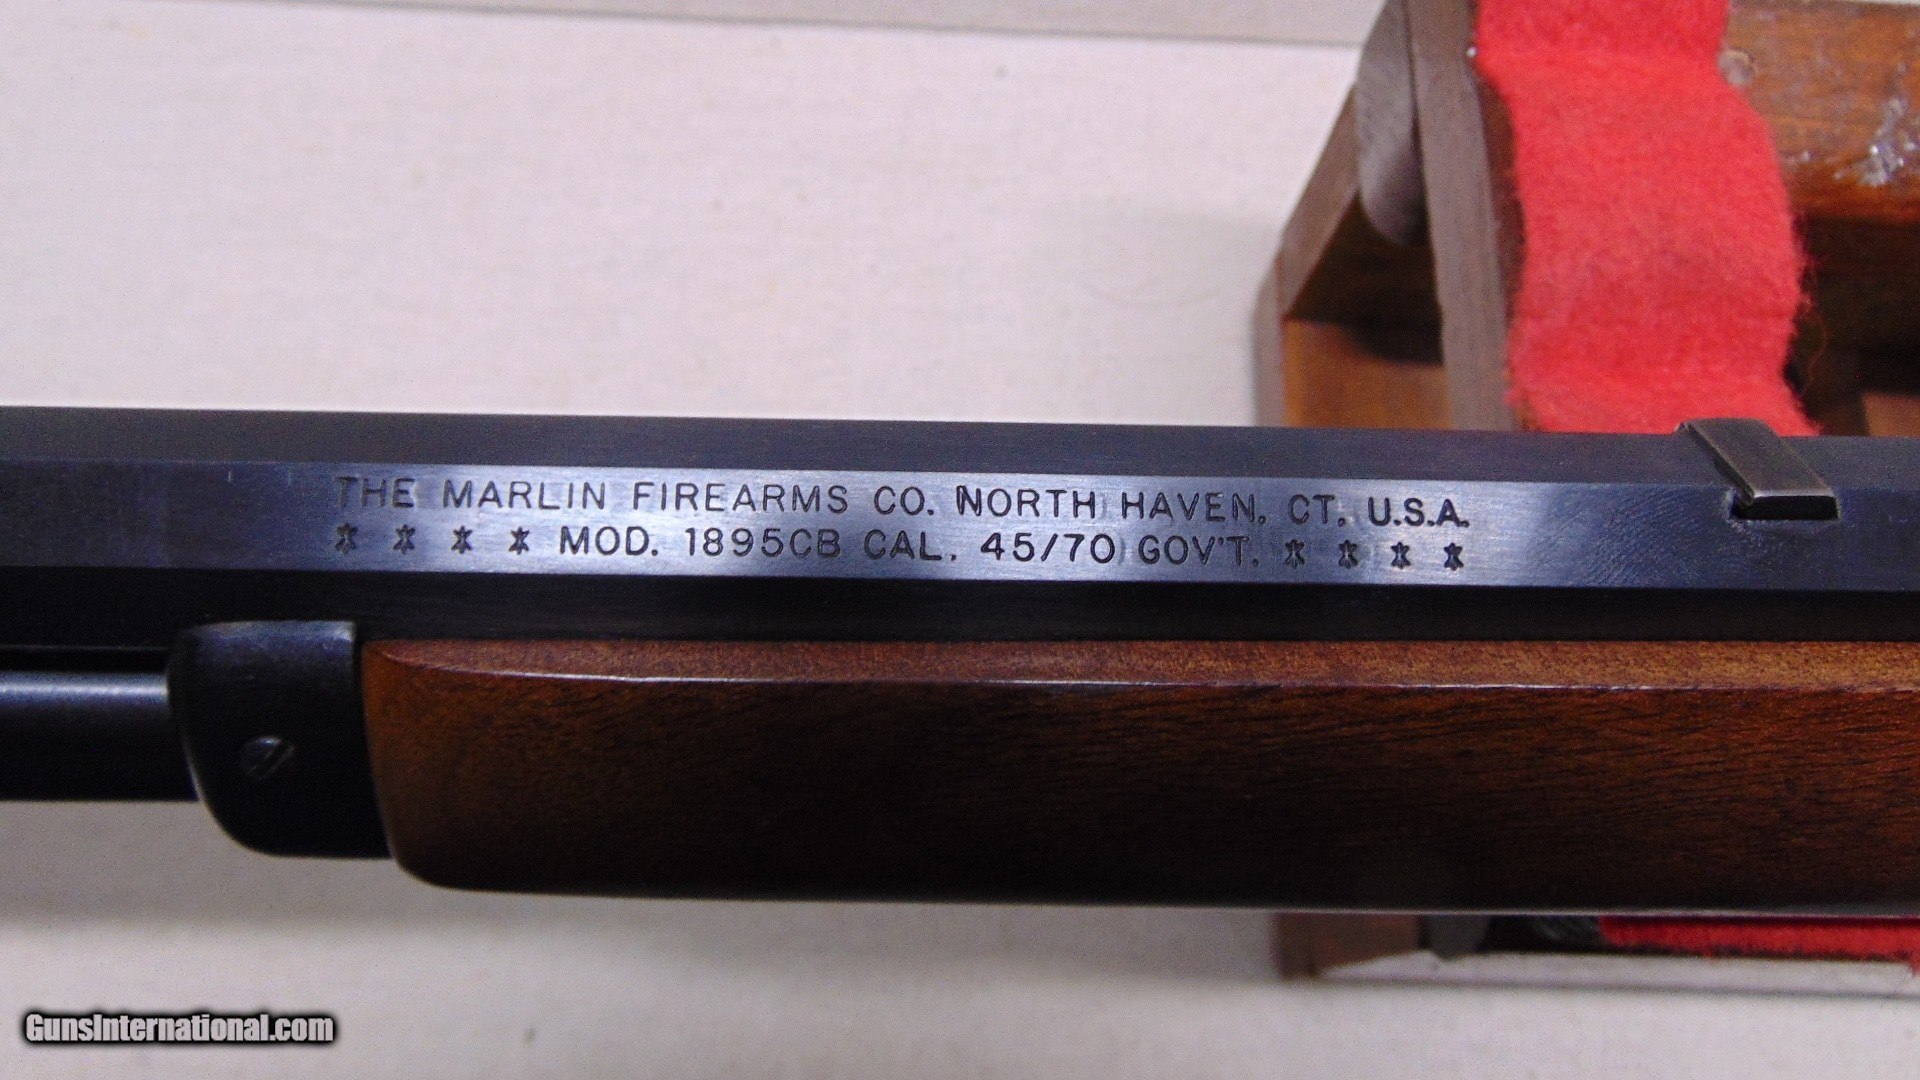 THE MARLIN FIREARMS CO. NORTH HAVEN, CT. U.S.A.
* * * * MOD. 1895CB CAL. 45/70 GOV'T. * * * *
GunsInternational.com